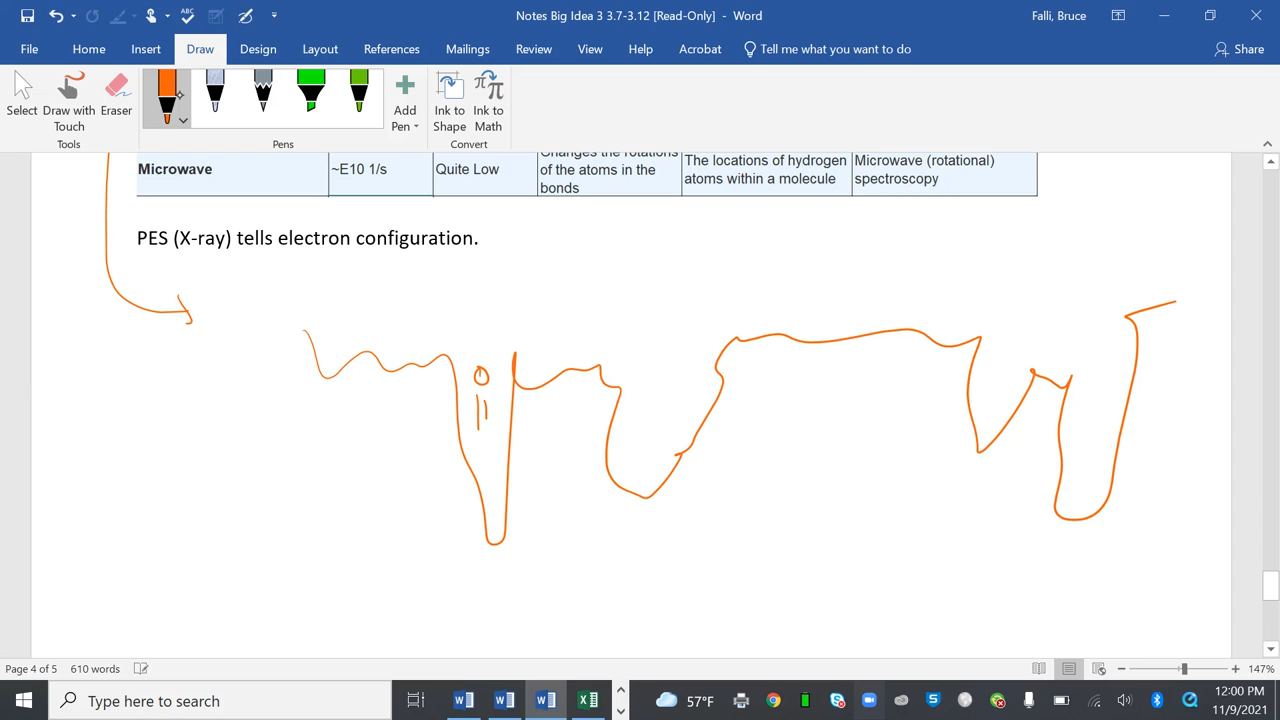 Notes Big Idea 3 3.7-3.12 [Read-Only] - Word
Falli, Bruce
File Home Insert Draw Design Layout References Mailings Review View Help Acrobat Tell me what you want to do Share
Select Draw with Touch Eraser Add Pen Ink to Shape Ink to Math
Tools Pens Convert
Microwave ~E10 1/s Quite Low Changes the rotations of the atoms in the bonds The locations of hydrogen atoms within a molecule Microwave (rotational) spectroscopy
PES (X-ray) tells electron configuration.
O
Page 4 of 5 610 words 147%
Type here to search 57°F 12:00 PM
11/9/2021